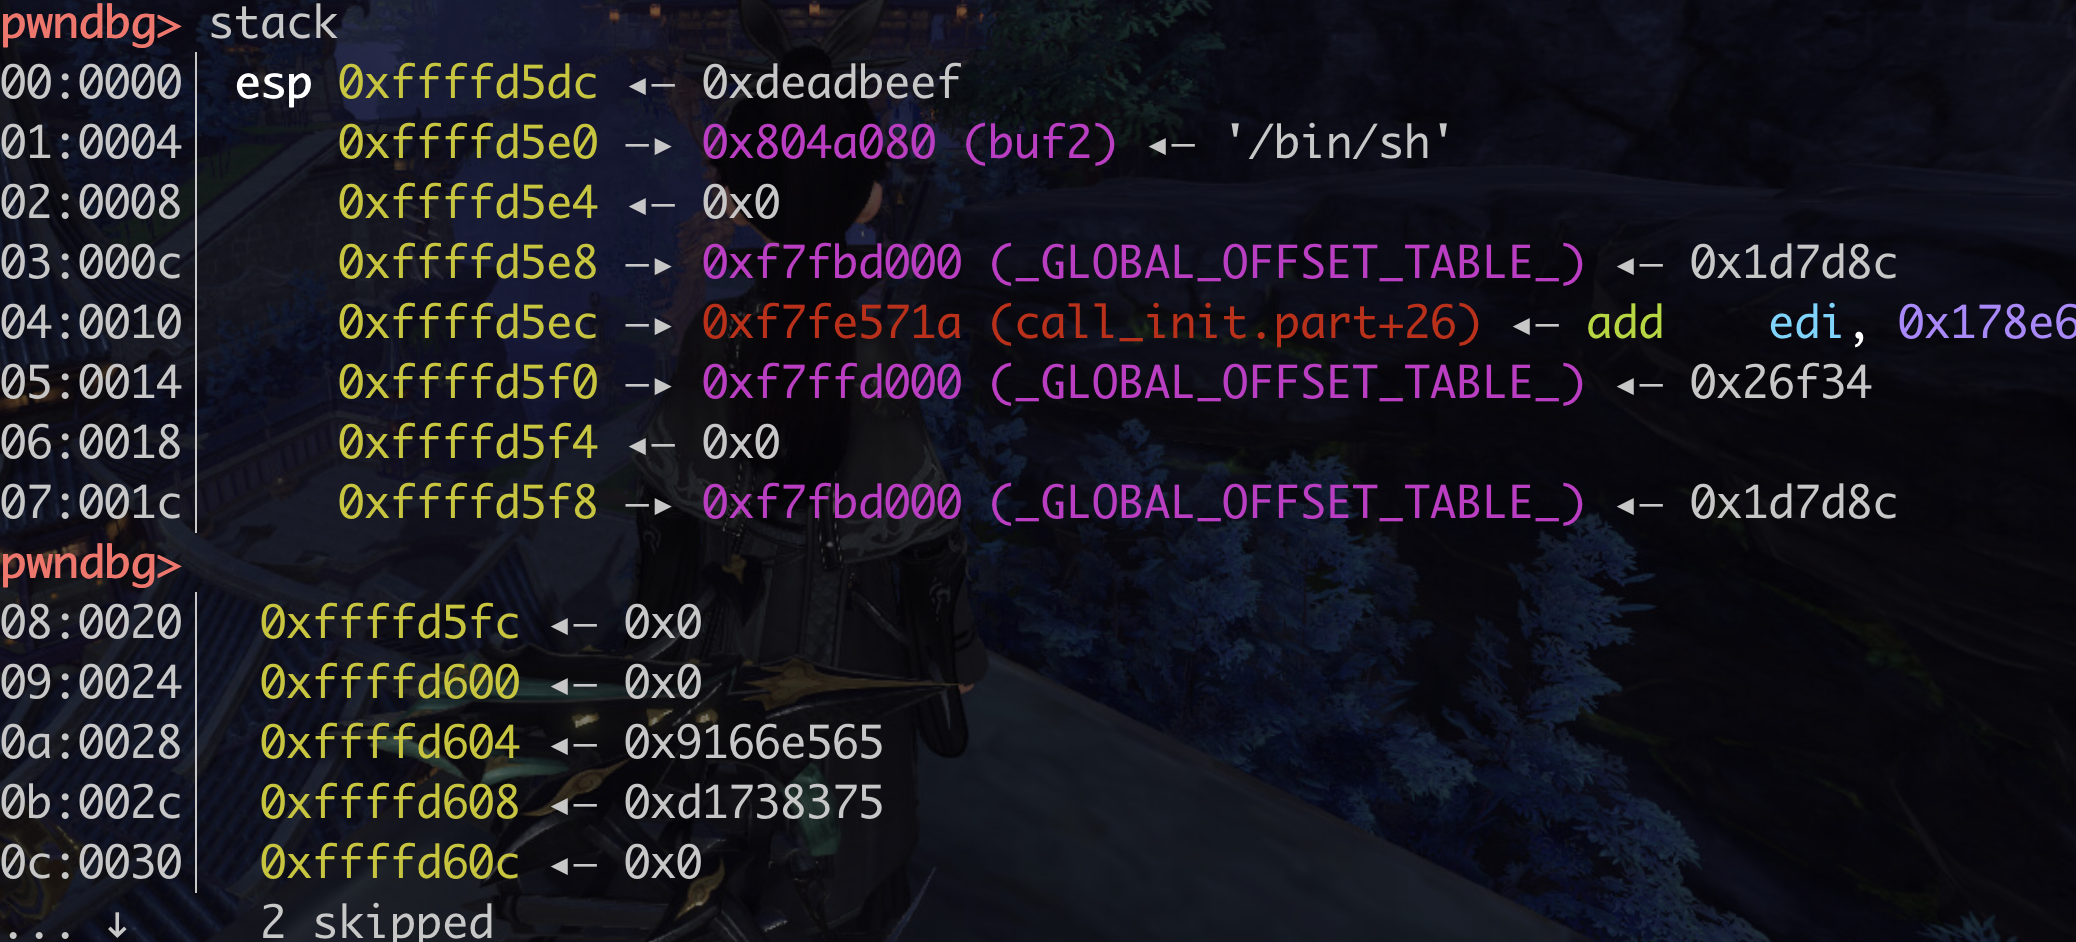 pwndbg> stack
00:0000│ esp 0xffffd5dc ◂— 0xdeadbeef
01:0004│ 0xffffd5e0 —▸ 0x804a080 (buf2) ◂— '/bin/sh'
02:0008│ 0xffffd5e4 ◂— 0x0
03:000c│ 0xffffd5e8 —▸ 0xf7fbd000 (_GLOBAL_OFFSET_TABLE_) ◂— 0x1d7d8c
04:0010│ 0xffffd5ec —▸ 0xf7fe571a (call_init.part+26) ◂— add edi, 0x178e6
05:0014│ 0xffffd5f0 —▸ 0xf7ffd000 (_GLOBAL_OFFSET_TABLE_) ◂— 0x26f34
06:0018│ 0xffffd5f4 ◂— 0x0
07:001c│ 0xffffd5f8 —▸ 0xf7fbd000 (_GLOBAL_OFFSET_TABLE_) ◂— 0x1d7d8c
pwndbg>
08:0020│ 0xffffd5fc ◂— 0x0
09:0024│ 0xffffd600 ◂— 0x0
0a:0028│ 0xffffd604 ◂— 0x9166e565
0b:002c│ 0xffffd608 ◂— 0xd1738375
0c:0030│ 0xffffd60c ◂— 0x0
... ↓ 2 skipped